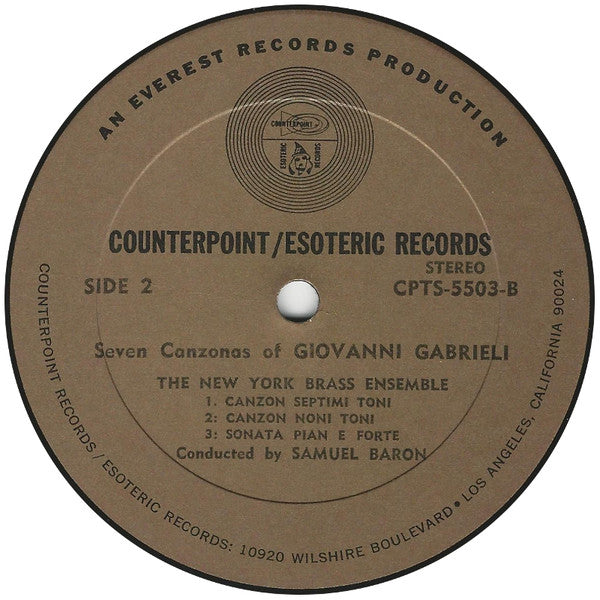 AN EVEREST RECORDS PRODUCTION
COUNTERPOINT
ESOTERIC
RECORDS
COUNTERPOINT/ESOTERIC RECORDS
STEREO
SIDE 2
CPTS-5503-B
Seven Canzonas of GIOVANNI GABRIELI
THE NEW YORK BRASS ENSEMBLE
1. CANZON SEPTIMI TONI
2: CANZON NONI TONI
3: SONATA PIAN E FORTE
Conducted by SAMUEL BARON
COUNTERPOINT RECORDS / ESOTERIC RECORDS: 10920 WILSHIRE BOULEVARD • LOS ANGELES, CALIFORNIA 90024